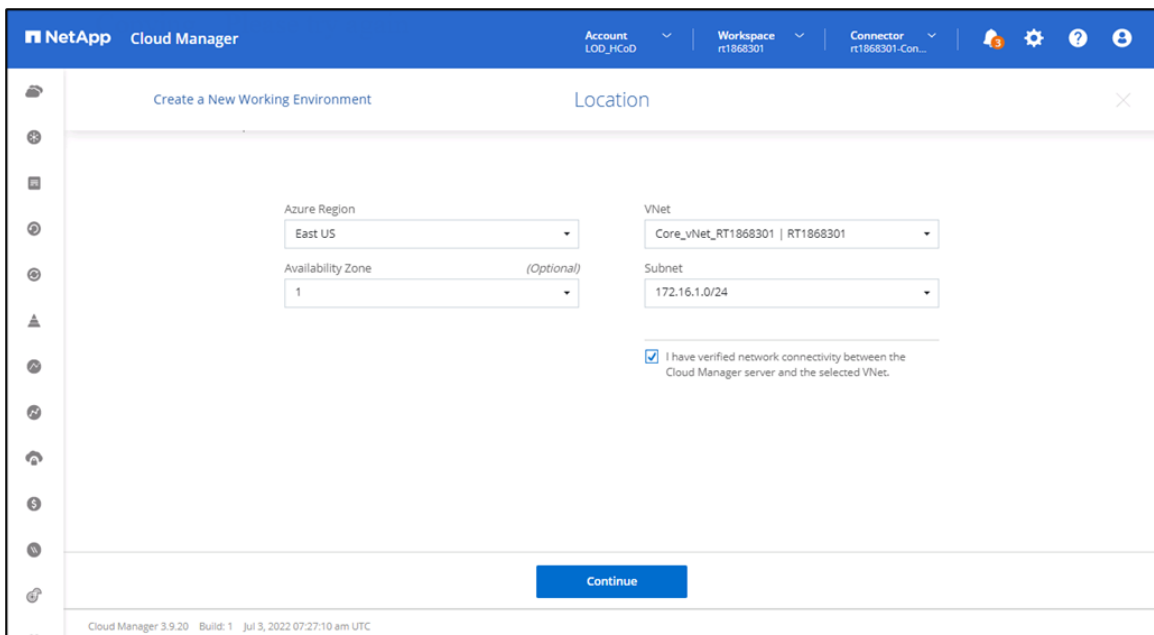 NetApp Cloud Manager
Account
LOD_HCoD
Workspace
rt1868301
Connector
rt1868301-Con...
3
Create a New Working Environment
Location
Azure Region
East US
VNet
Core_vNet_RT1868301 | RT1868301
Availability Zone (Optional)
1
Subnet
172.16.1.0/24
I have verified network connectivity between the
Cloud Manager server and the selected VNet.
Continue
Cloud Manager 3.9.20 Build: 1 Jul 3, 2022 07:27:10 am UTC